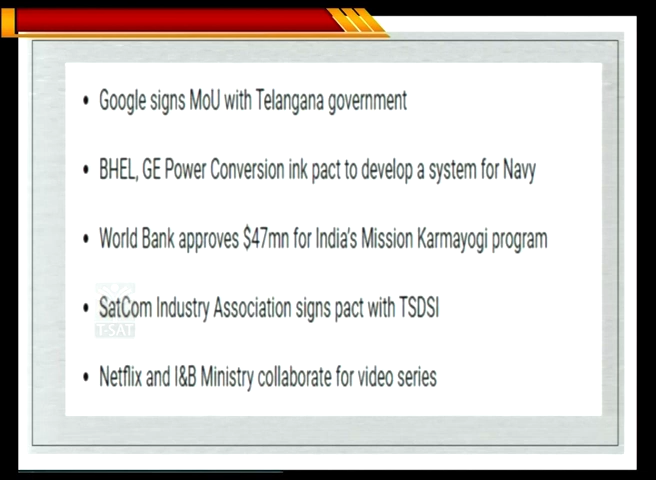 • Google signs MoU with Telangana government
• BHEL, GE Power Conversion ink pact to develop a system for Navy
• World Bank approves $47mn for India's Mission Karmayogi program
• SatCom Industry Association signs pact with TSDSI
T-SAT
• Netflix and I&B Ministry collaborate for video series